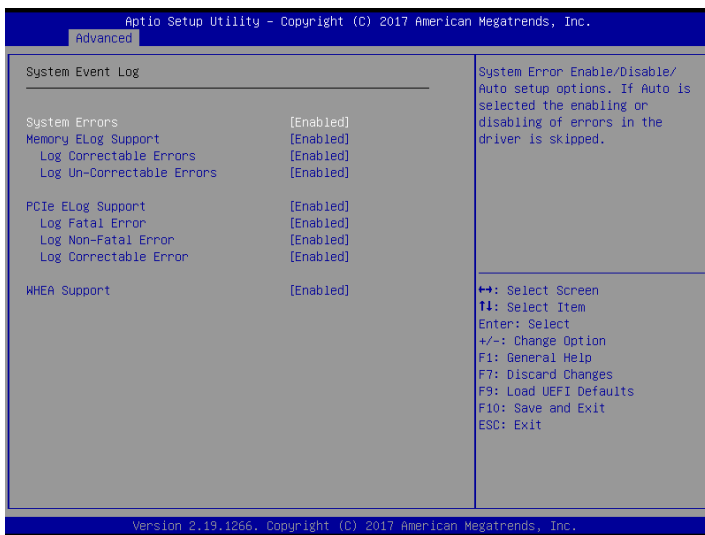 Aptio Setup Utility – Copyright (C) 2017 American Megatrends, Inc.
Advanced
System Event Log
System Errors [Enabled]
Memory ELog Support [Enabled]
Log Correctable Errors [Enabled]
Log Un-Correctable Errors [Enabled]
PCIe ELog Support [Enabled]
Log Fatal Error [Enabled]
Log Non-Fatal Error [Enabled]
Log Correctable Error [Enabled]
WHEA Support [Enabled]
System Error Enable/Disable/
Auto setup options. If Auto is
selected the enabling or
disabling of errors in the
driver is skipped.
↔: Select Screen
↑↓: Select Item
Enter: Select
+/-: Change Option
F1: General Help
F7: Discard Changes
F9: Load UEFI Defaults
F10: Save and Exit
ESC: Exit
Version 2.19.1266. Copyright (C) 2017 American Megatrends, Inc.